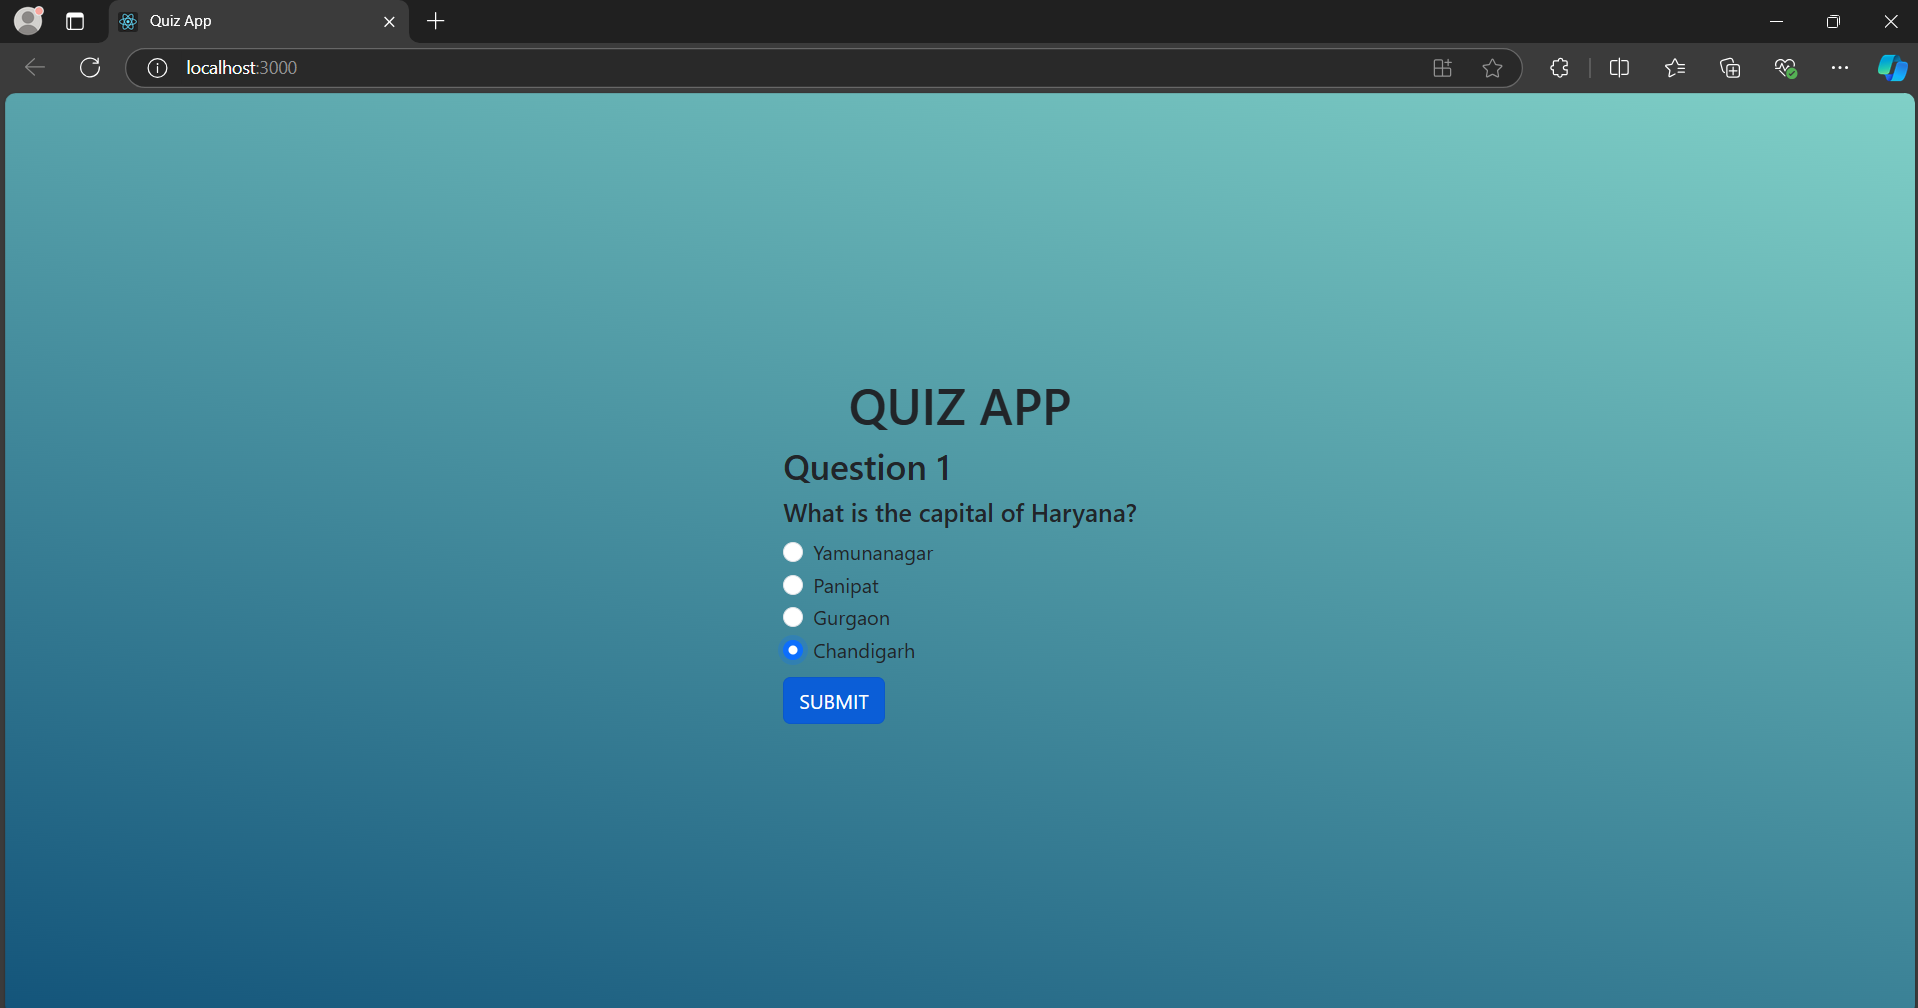 Quiz App
localhost:3000
QUIZ APP
Question 1
What is the capital of Haryana?
Yamunanagar
Panipat
Gurgaon
Chandigarh
SUBMIT